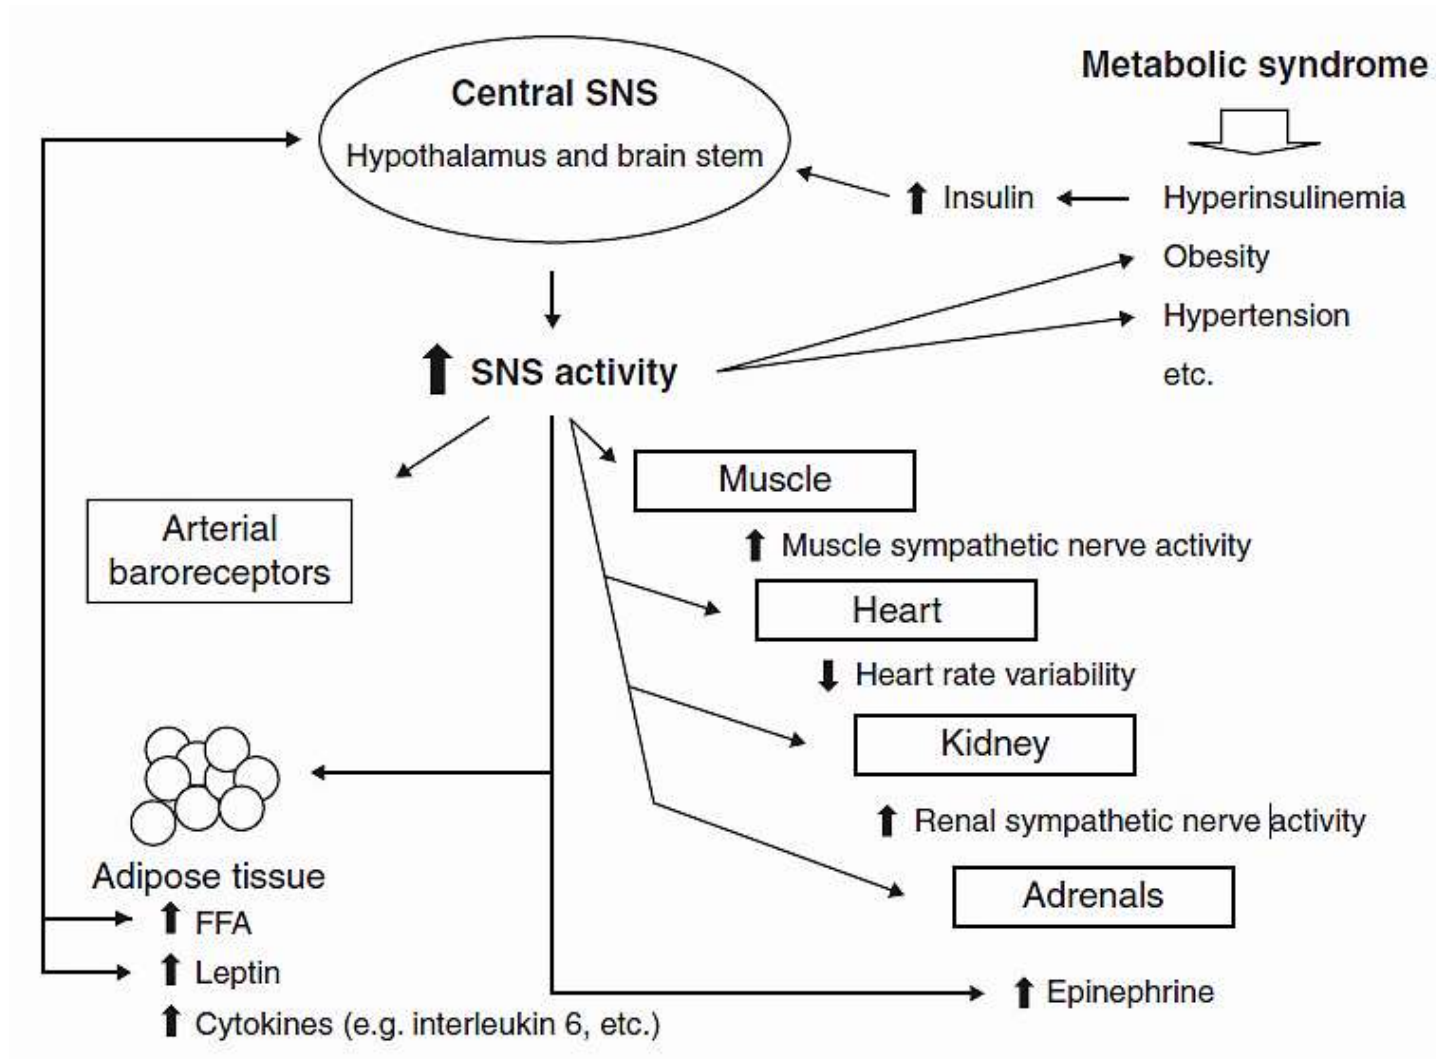 Central SNS
Hypothalamus and brain stem
Metabolic syndrome
Insulin
Hyperinsulinemia
Obesity
Hypertension
etc.
SNS activity
Arterial
baroreceptors
Muscle
Muscle sympathetic nerve activity
Heart
Heart rate variability
Kidney
Renal sympathetic nerve activity
Adrenals
Epinephrine
Adipose tissue
FFA
Leptin
Cytokines (e.g. interleukin 6, etc.)